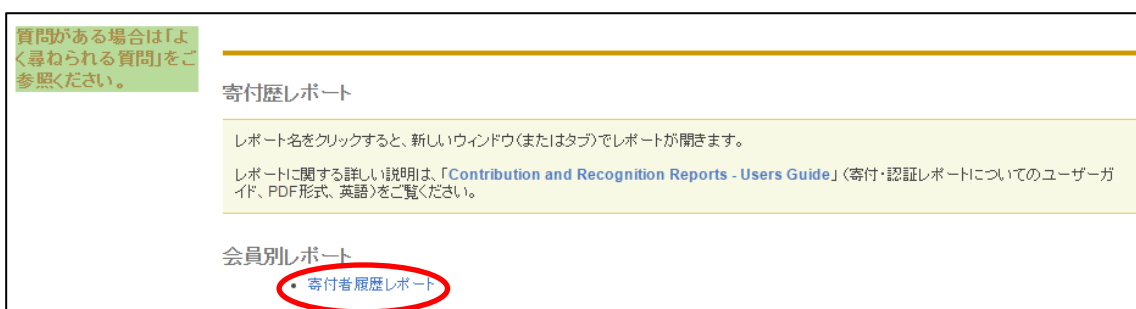 質問がある場合は「よ
く尋ねられる質問」をご
参照ください。
寄付歴レポート
レポート名をクリックすると、新しいウィンドウ（またはタブ）でレポートが開きます。
レポートに関する詳しい説明は、「Contribution and Recognition Reports - Users Guide」（寄付・認証レポートについてのユーザーガ
イド、PDF形式、英語）をご覧ください。
会員別レポート
• 寄付者履歴レポート